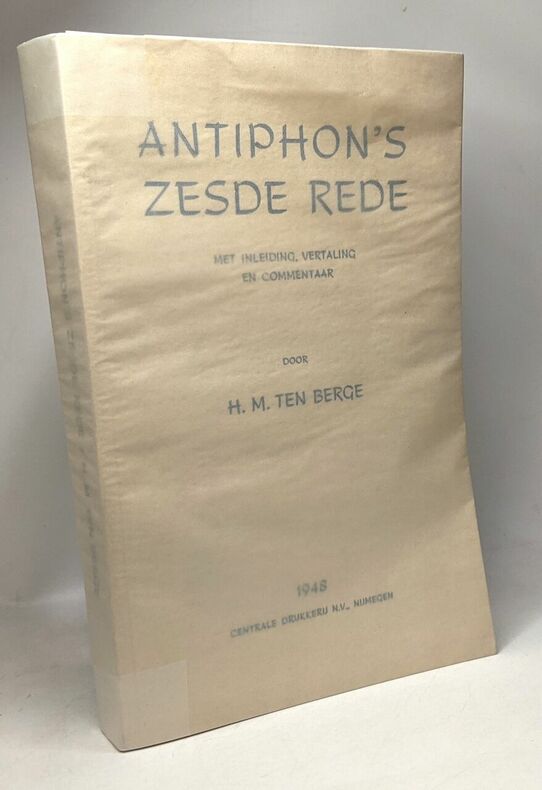 ANTIPHON'S
ZESDE REDE
MET INLEIDING, VERTALING
EN COMMENTAAR
DOOR
H. M. TEN BERGE
1948
CENTRALE DRUKKERIJ N.V., NIJMEGEN